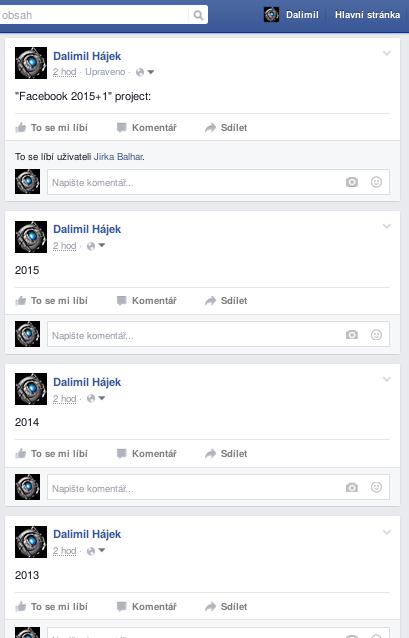 obsah
Dalimil
Hlavní stránka
Dalimil Hájek
2 hod · Upraveno ·
"Facebook 2015+1" project:
To se mi líbí Komentář Sdílet
To se líbí uživateli Jirka Balhar.
Napište komentář...
Dalimil Hájek
2 hod ·
2015
To se mi líbí Komentář Sdílet
Napište komentář...
Dalimil Hájek
2 hod ·
2014
To se mi líbí Komentář Sdílet
Napište komentář...
Dalimil Hájek
2 hod ·
2013
To se mi líbí Komentář Sdílet